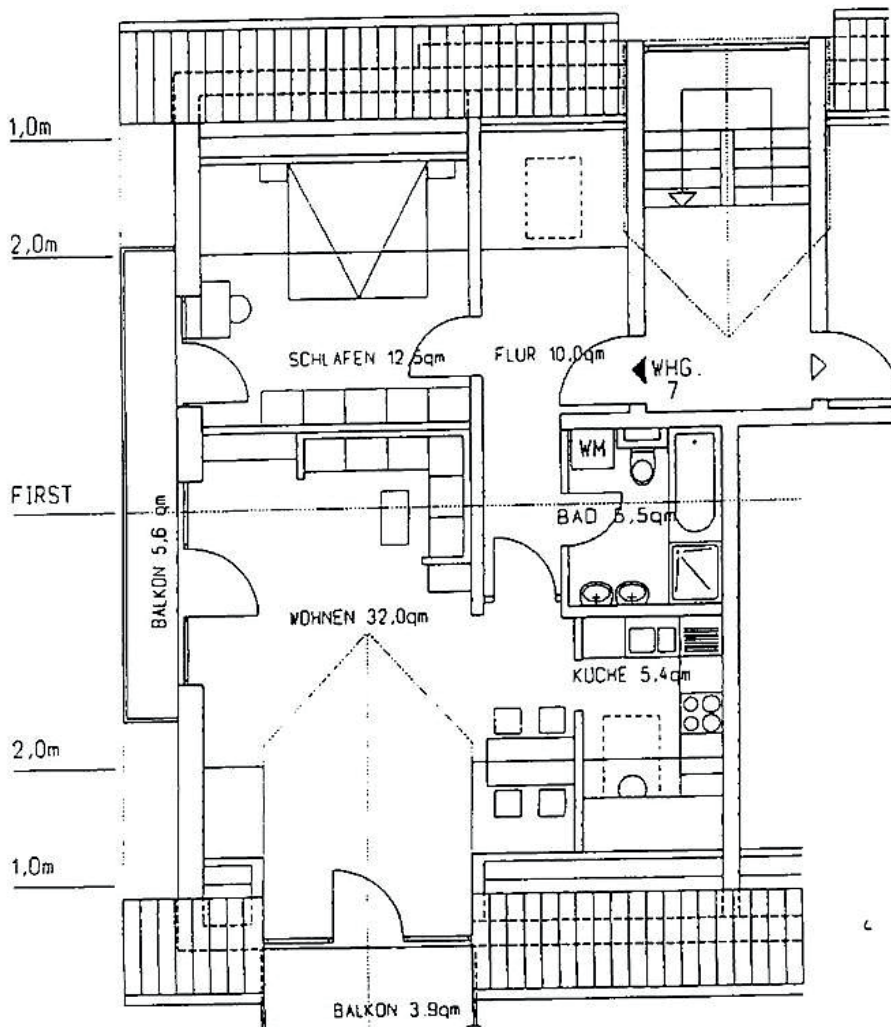 1,0m
2,0m
SCHLAFEN 12,5qm
FLUR 10.0qm
WHG.
7
WM
FIRST
BAD 5,5qm
BALKON 5,6 qm
WOHNEN 32,0qm
KÜCHE 5,4qm
2,0m
1,0m
BALKON 3.9qm